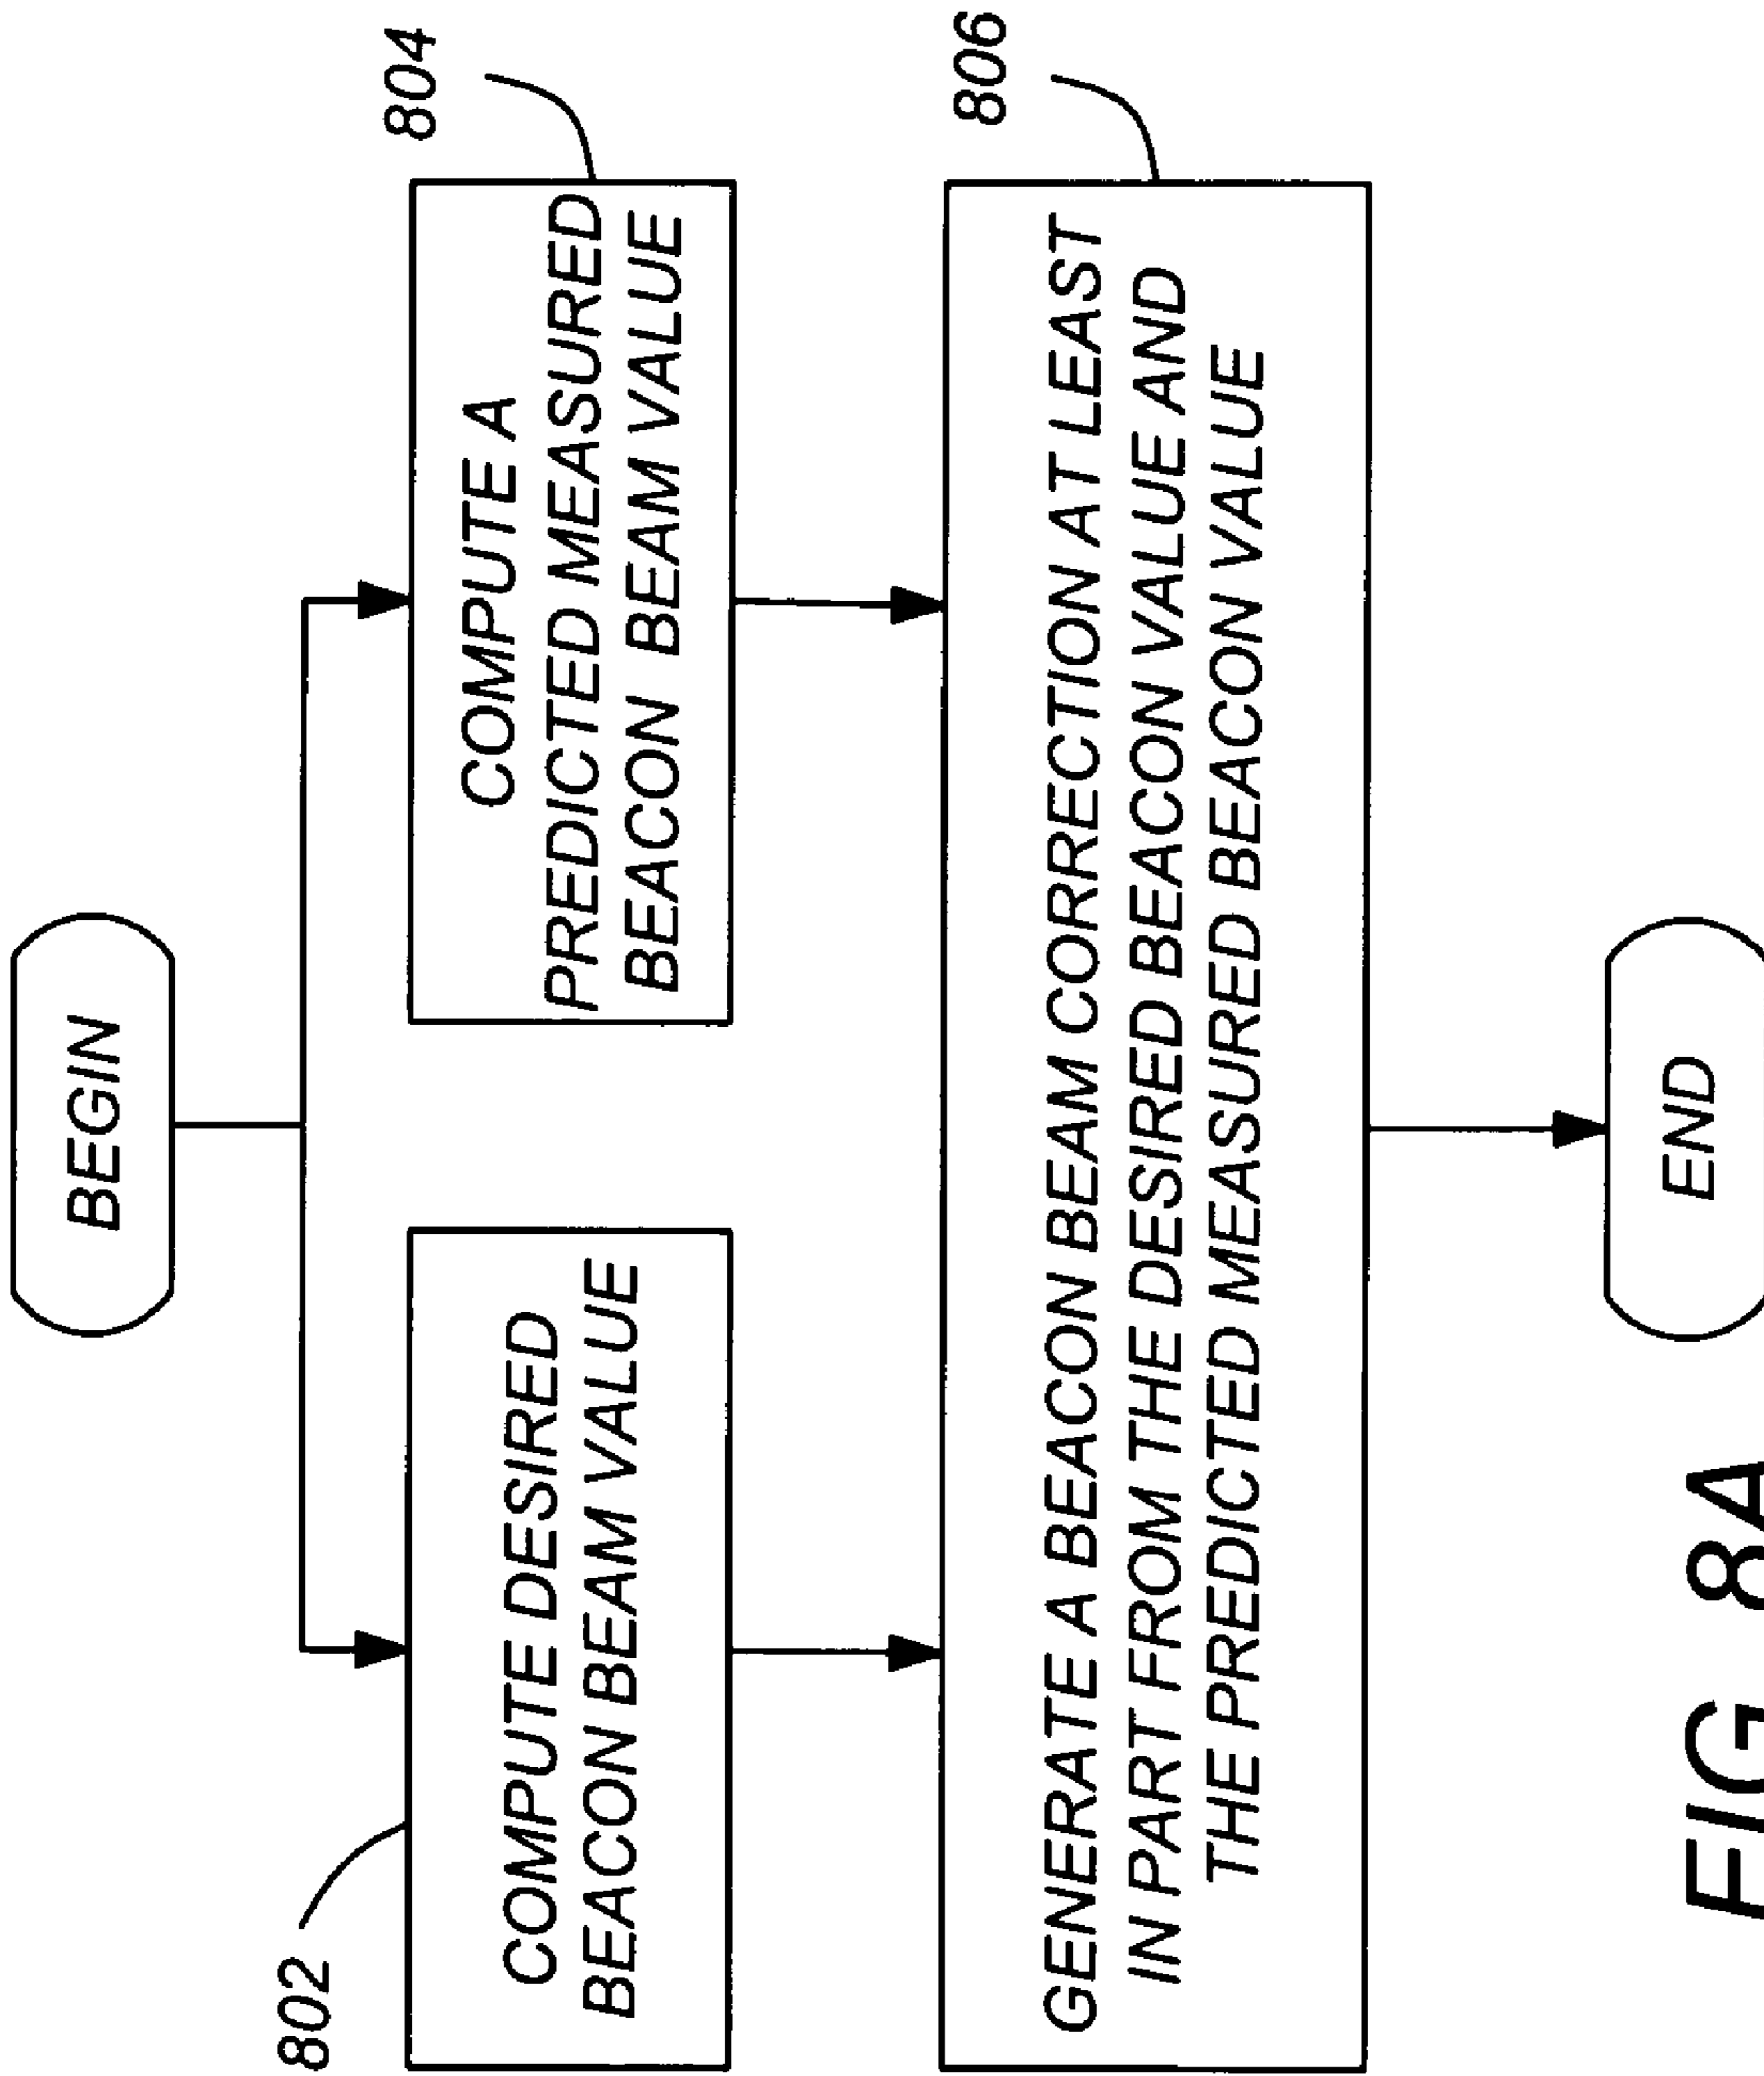 BEGIN
802
COMPUTE DESIRED
BEACON BEAM VALUE
804
COMPUTE A
PREDICTED MEASURED
BEACON BEAM VALUE
806
GENERATE A BEACON BEAM CORRECTION AT LEAST
IN PART FROM THE DESIRED BEACON VALUE AND
THE PREDICTED MEASURED BEACON VALUE
END
FIG 8A